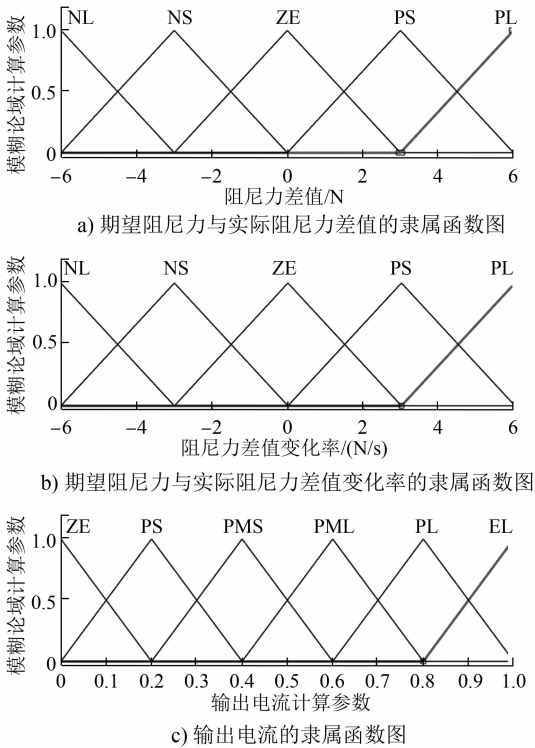 NL NS ZE PS PL
模糊论域计算参数
1.0
0.5
0
-6 -4 -2 0 2 4 6
阻尼力差值/N
a) 期望阻尼力与实际阻尼力差值的隶属函数图
NL NS ZE PS PL
模糊论域计算参数
1.0
0.5
0
-6 -4 -2 0 2 4 6
阻尼力差值变化率/(N/s)
b) 期望阻尼力与实际阻尼力差值变化率的隶属函数图
ZE PS PMS PML PL EL
模糊论域计算参数
1.0
0.5
0
0 0.1 0.2 0.3 0.4 0.5 0.6 0.7 0.8 0.9 1.0
输出电流计算参数
c) 输出电流的隶属函数图